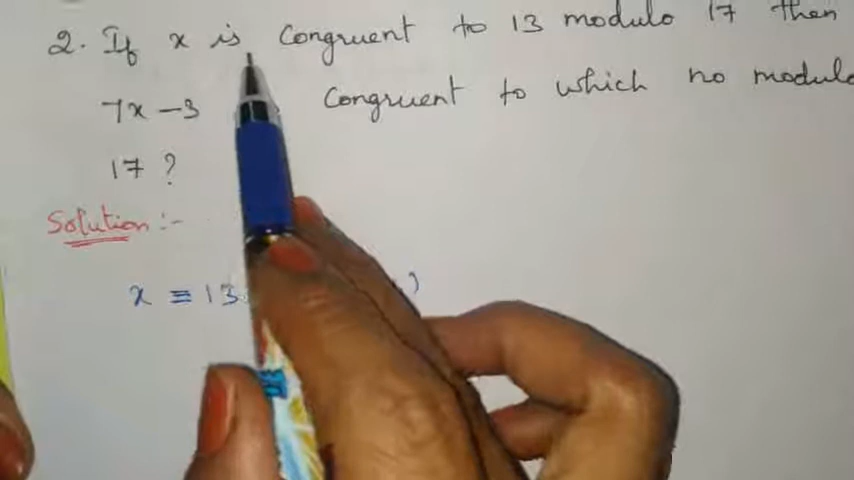 2. If x is congruent to 13 modulo 17 then
7x - 3 congruent to which no modulo
17 ?
Solution :-
x ≡ 13 )